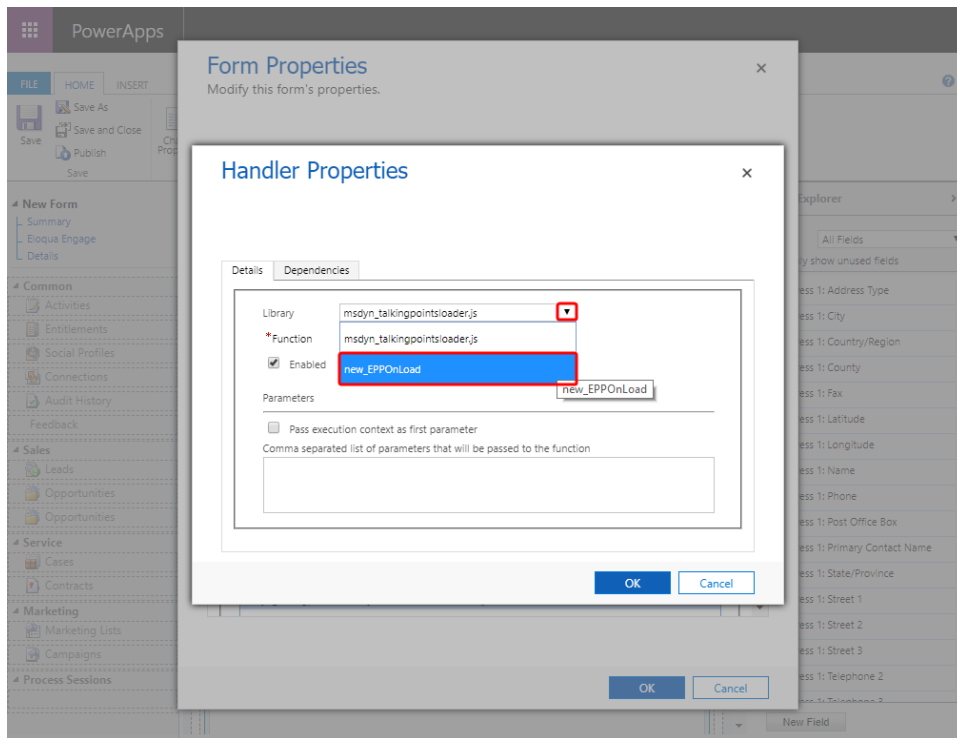 PowerApps
Form Properties
Modify this form's properties.
FILE HOME INSERT
Save As
Save and Close
Publish
Save
Save
Handler Properties
New Form
Summary
Eloqua Engage
Details
Common
Activities
Entitlements
Social Profiles
Connections
Audit History
Feedback
Sales
Leads
Opportunities
Opportunities
Service
Cases
Contracts
Marketing
Marketing Lists
Campaigns
Process Sessions
Details Dependencies
Library msdyn_talkingpointsloader.js
*Function msdyn_talkingpointsloader.js
Enabled new_EPPOnLoad
new_EPPOnLoad
Parameters
Pass execution context as first parameter
Comma separated list of parameters that will be passed to the function
OK Cancel
OK Cancel
Explorer
All Fields
ly show unused fields
ess 1: Address Type
ess 1: City
ess 1: Country/Region
ess 1: County
ess 1: Fax
ess 1: Latitude
ess 1: Longitude
ess 1: Name
ess 1: Phone
ess 1: Post Office Box
ess 1: Primary Contact Name
ess 1: State/Province
ess 1: Street 1
ess 1: Street 2
ess 1: Street 3
ess 1: Telephone 2
New Field